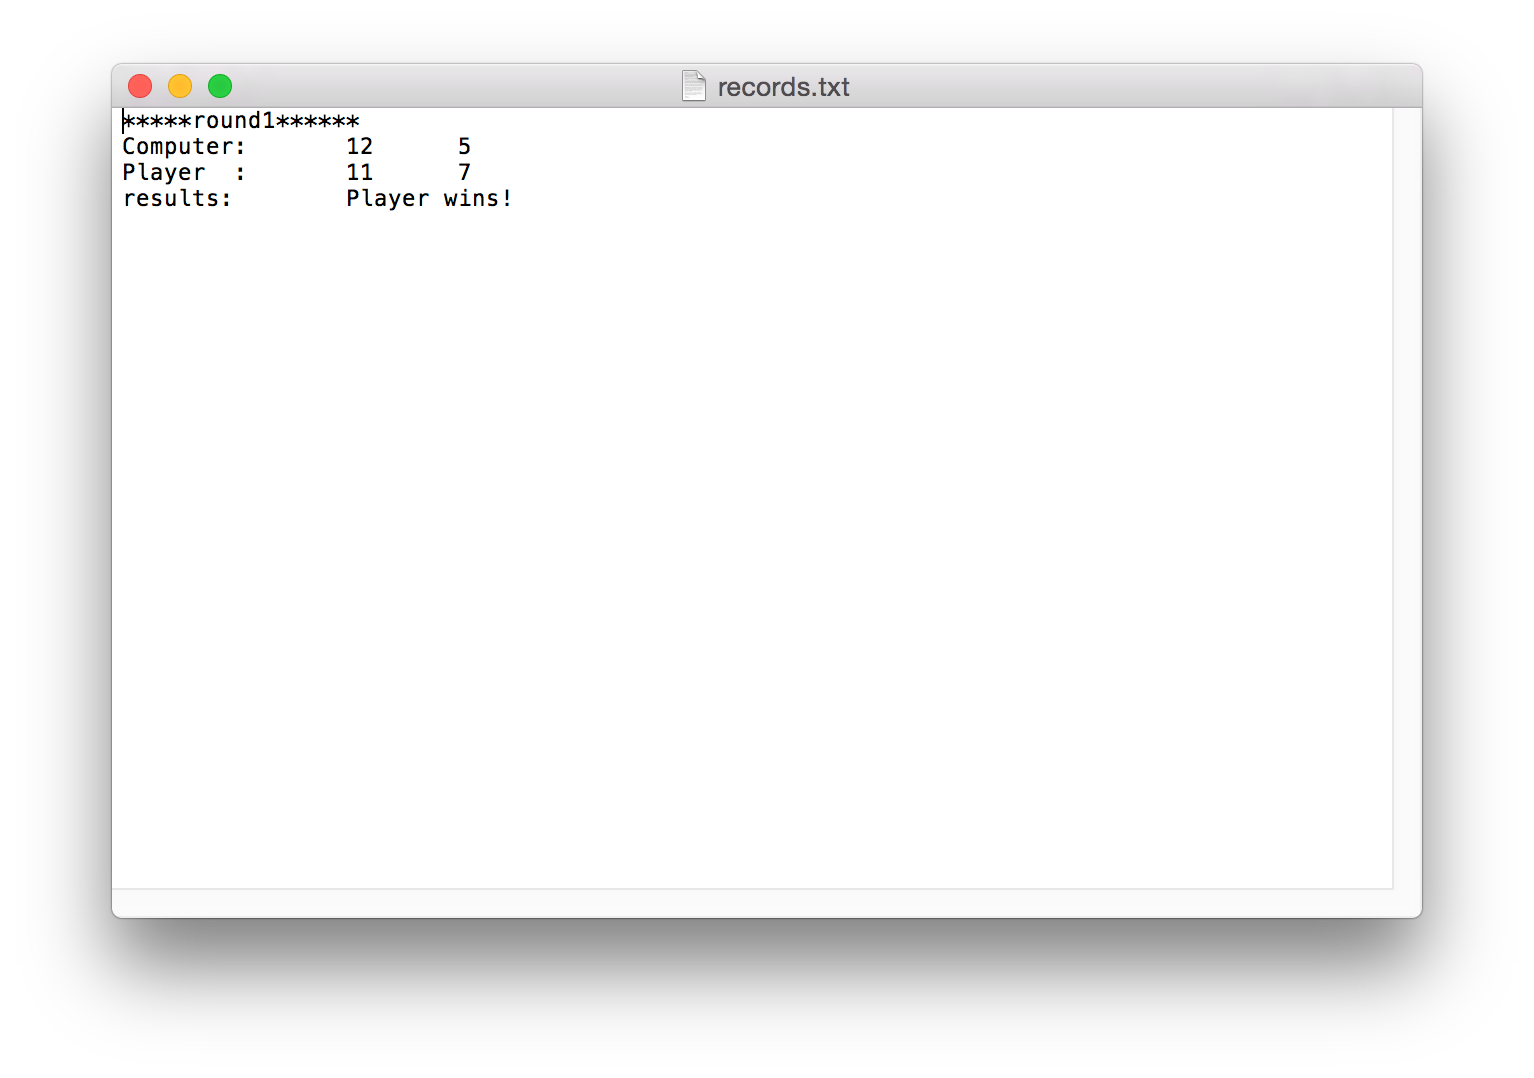 records.txt
*****round1******
Computer:        12      5
Player  :        11      7
results:         Player wins!